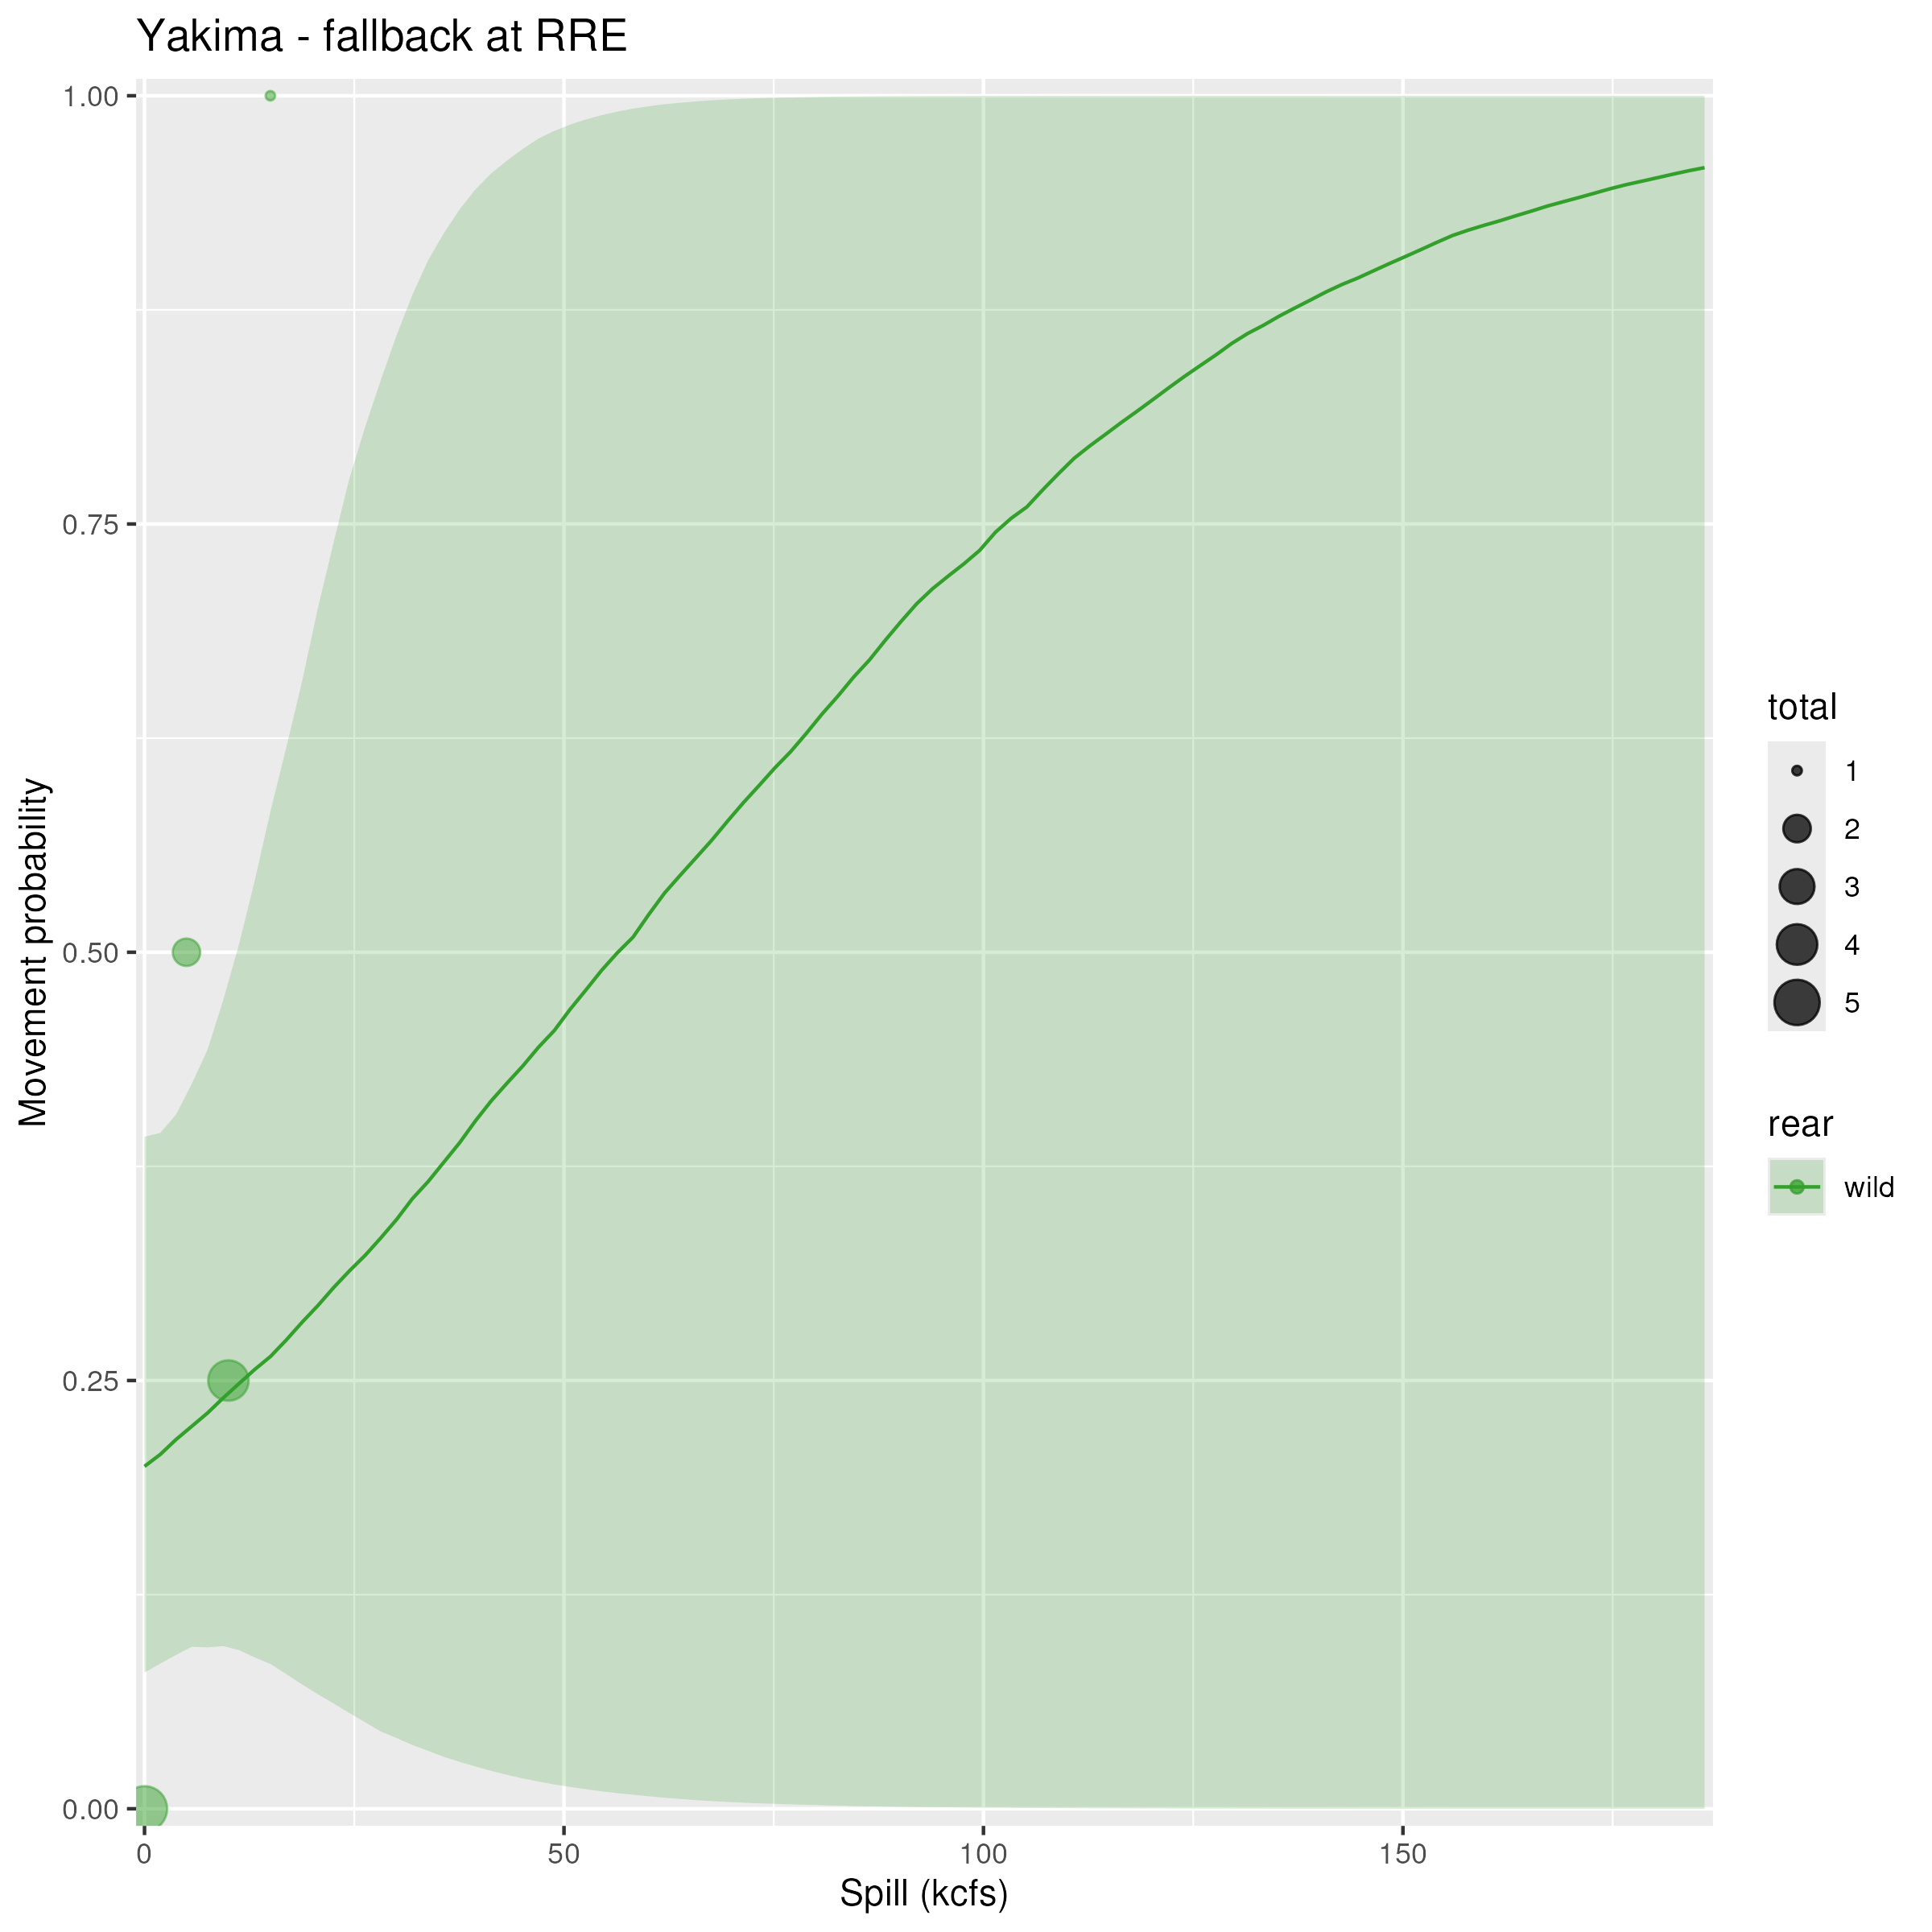 Yakima - fallback at RRE
1.00
0.75
0.50
0.25
0.00
Movement probability
0
50
100
150
Spill (kcfs)
total
1
2
3
4
5
rear
wild